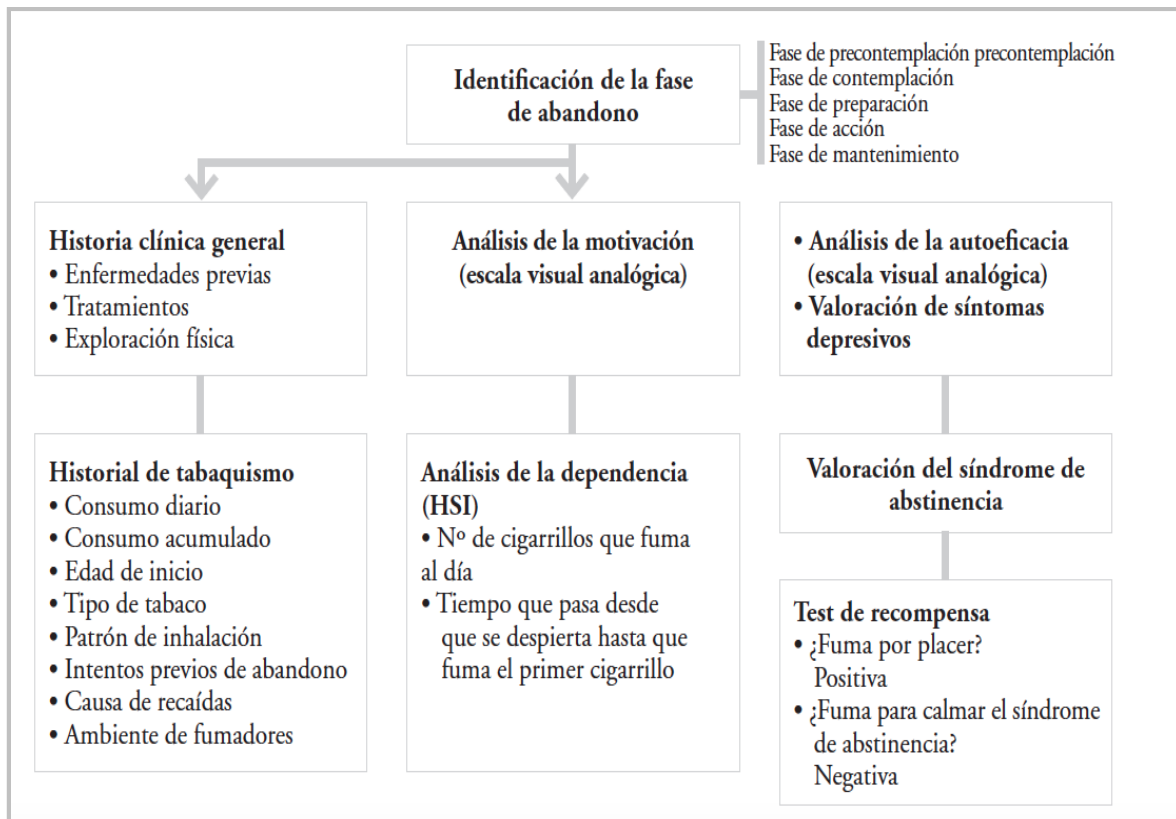 Identificación de la fase
de abandono
Fase de precontemplación precontemplación
Fase de contemplación
Fase de preparación
Fase de acción
Fase de mantenimiento
Historia clínica general
• Enfermedades previas
• Tratamientos
• Exploración física
Análisis de la motivación
(escala visual analógica)
• Análisis de la autoeficacia
(escala visual analógica)
• Valoración de síntomas
depresivos
Historial de tabaquismo
• Consumo diario
• Consumo acumulado
• Edad de inicio
• Tipo de tabaco
• Patrón de inhalación
• Intentos previos de abandono
• Causa de recaídas
• Ambiente de fumadores
Análisis de la dependencia
(HSI)
• Nº de cigarrillos que fuma
al día
• Tiempo que pasa desde
que se despierta hasta que
fuma el primer cigarrillo
Valoración del síndrome de
abstinencia
Test de recompensa
• ¿Fuma por placer?
Positiva
• ¿Fuma para calmar el síndrome
de abstinencia?
Negativa